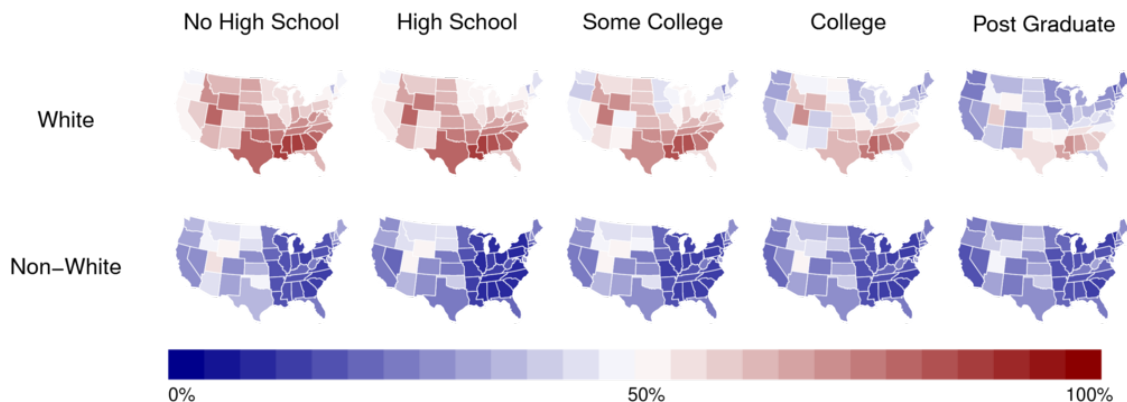 No High School High School Some College College Post Graduate
White
Non−White
0% 50% 100%